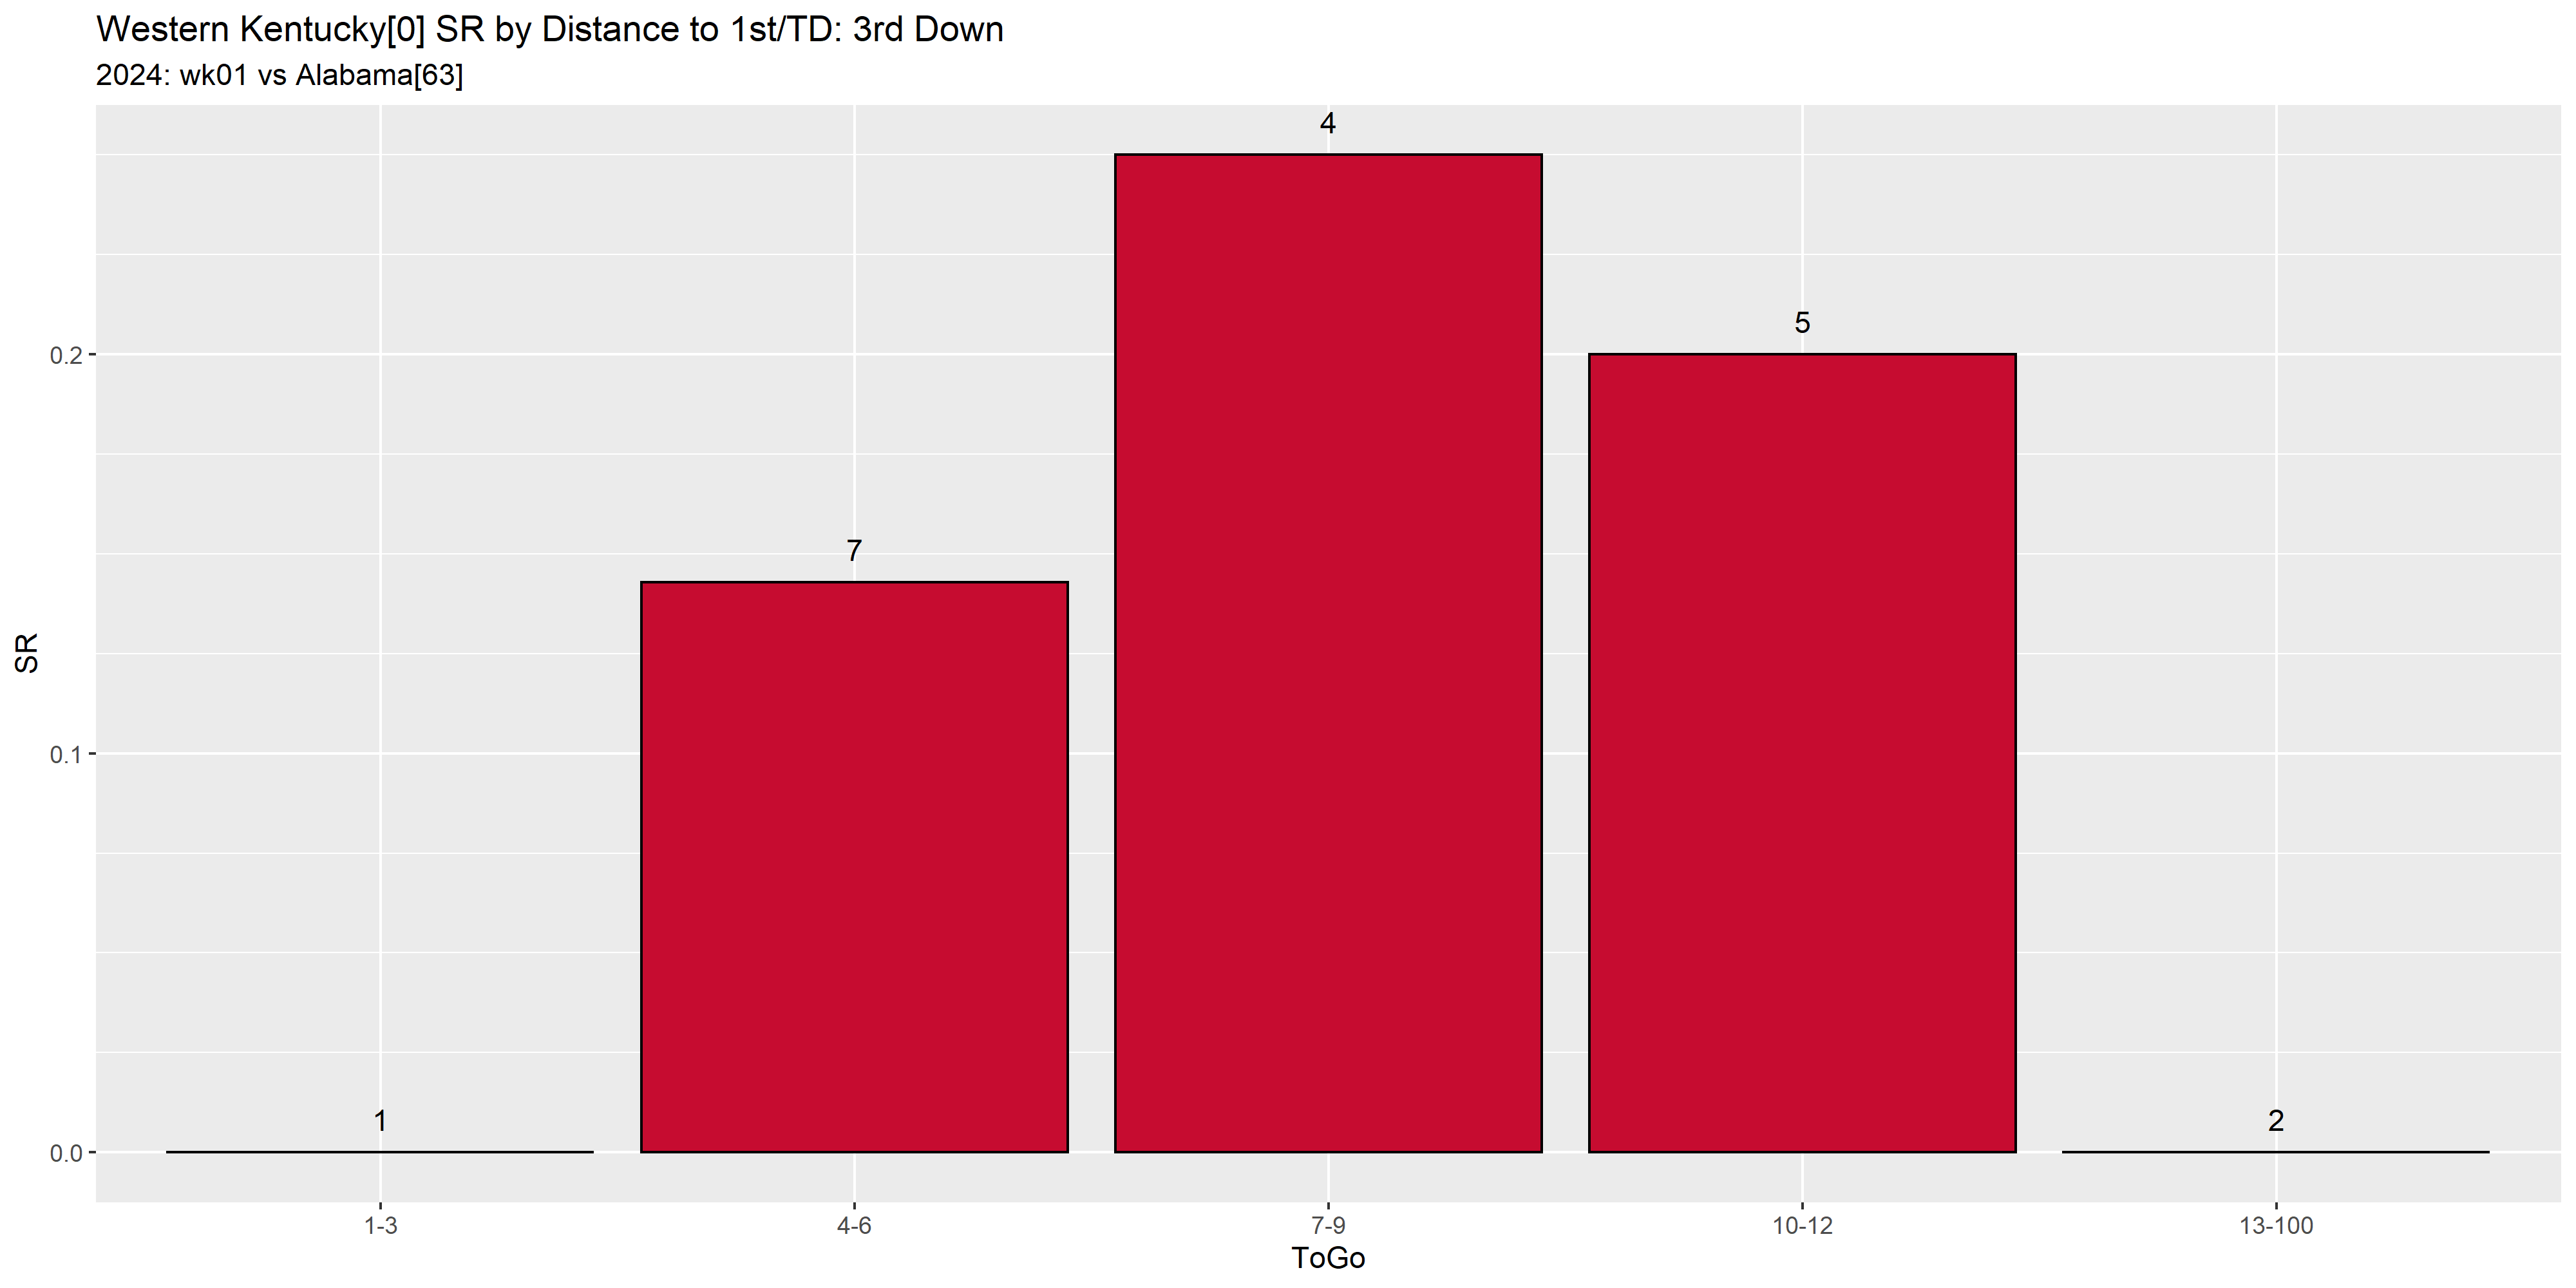 Western Kentucky[0] SR by Distance to 1st/TD: 3rd Down
2024: wk01 vs Alabama[63]
4
5
0.2
7
SR
0.1
1
2
0.0
1-3 4-6 7-9 10-12 13-100
ToGo